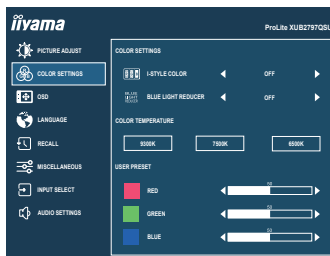 iiyama
ProLite XUB2797QSU
PICTURE ADJUST
COLOR SETTINGS
OSD
LANGUAGE
RECALL
MISCELLANEOUS
INPUT SELECT
AUDIO SETTINGS
COLOR SETTINGS
I-STYLE COLOR OFF
BLUE LIGHT REDUCER OFF
COLOR TEMPERATURE
9300K 7500K 6500K
USER PRESET
RED 50
GREEN 50
BLUE 50